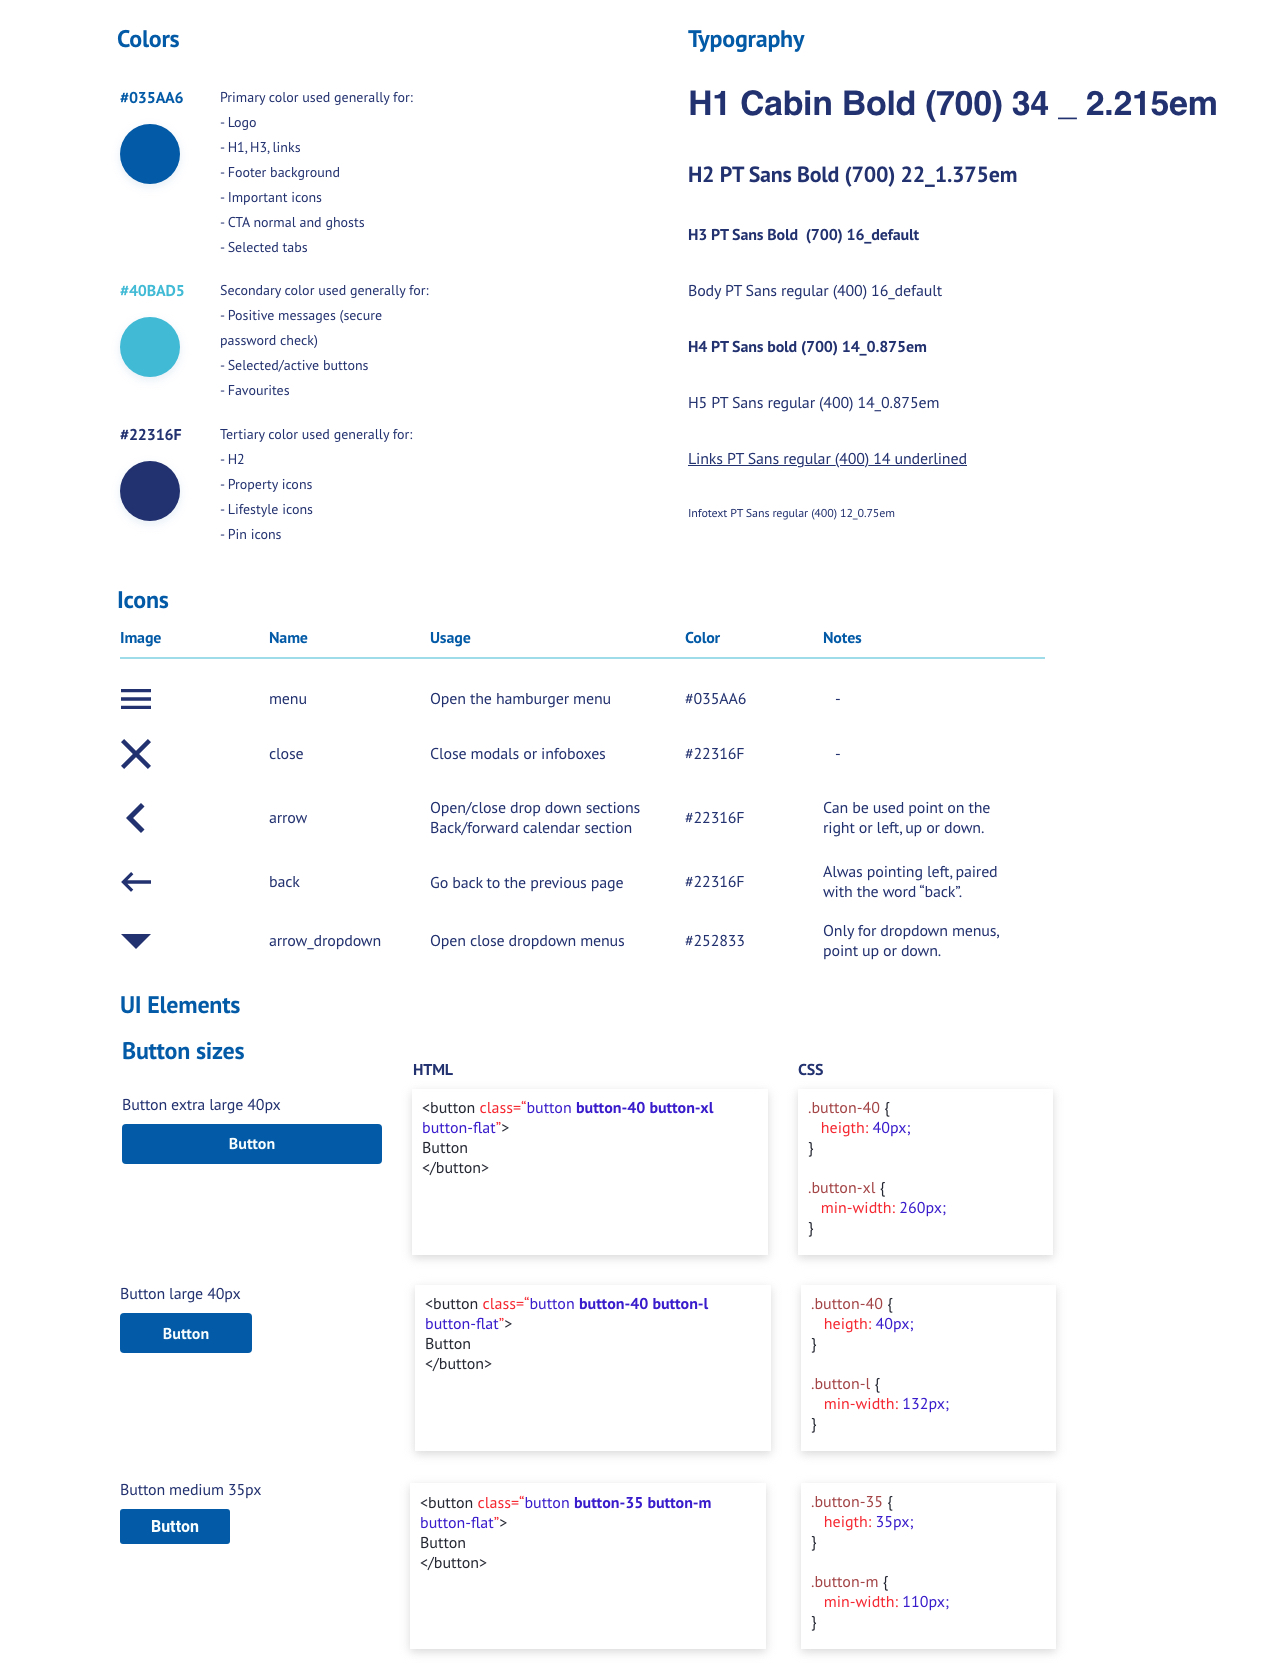 Colors
#035AA6
Primary color used generally for:
- Logo
- H1, H3, links
- Footer background
- Important icons
- CTA normal and ghosts
- Selected tabs
#40BAD5
Secondary color used generally for:
- Positive messages (secure
password check)
- Selected/active buttons
- Favourites
#22316F
Tertiary color used generally for:
- H2
- Property icons
- Lifestyle icons
- Pin icons
Typography
H1 Cabin Bold (700) 34 _ 2.215em
H2 PT Sans Bold (700) 22_1.375em
H3 PT Sans Bold  (700) 16_default
Body PT Sans regular (400) 16_default
H4 PT Sans bold (700) 14_0.875em
H5 PT Sans regular (400) 14_0.875em
Links PT Sans regular (400) 14 underlined
Infotext PT Sans regular (400) 12_0.75em
Icons
Image Name Usage Color Notes
menu Open the hamburger menu #035AA6 -
close Close modals or infoboxes #22316F -
arrow
Open/close drop down sections
Back/forward calendar section
#22316F
Can be used point on the
right or left, up or down.
back Go back to the previous page #22316F
Alwas pointing left, paired
with the word “back”.
arrow_dropdown Open close dropdown menus #252833
Only for dropdown menus,
point up or down.
UI Elements
Button sizes
HTML
CSS
Button extra large 40px
Button
<button class=“button button-40 button-xl
button-flat”>
Button
</button>
.button-40 {
heigth: 40px;
}
.button-xl {
min-width: 260px;
}
Button large 40px
Button
<button class=“button button-40 button-l
button-flat”>
Button
</button>
.button-40 {
heigth: 40px;
}
.button-l {
min-width: 132px;
}
Button medium 35px
Button
<button class=“button button-35 button-m
button-flat”>
Button
</button>
.button-35 {
heigth: 35px;
}
.button-m {
min-width: 110px;
}